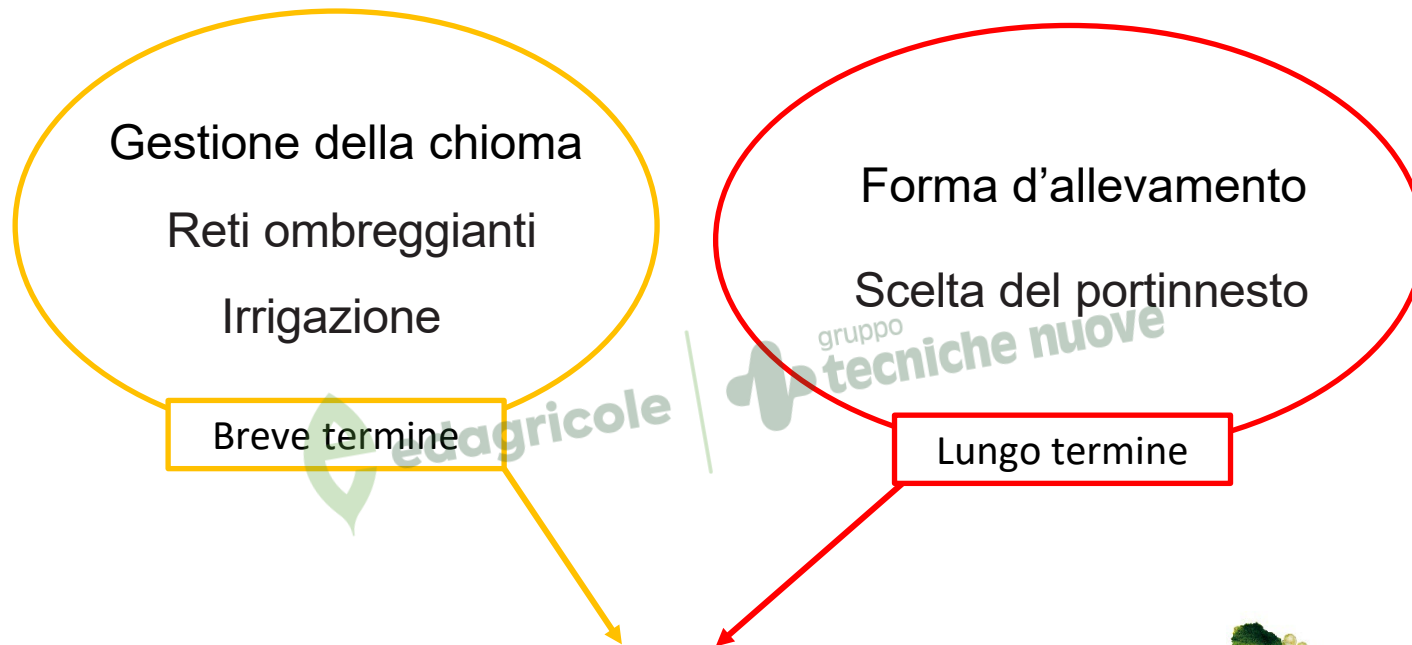 Gestione della chioma
Reti ombreggianti
Irrigazione
Breve termine
Forma d’allevamento
Scelta del portinnesto
Lungo termine
edagricole
gruppo
tecniche nuove